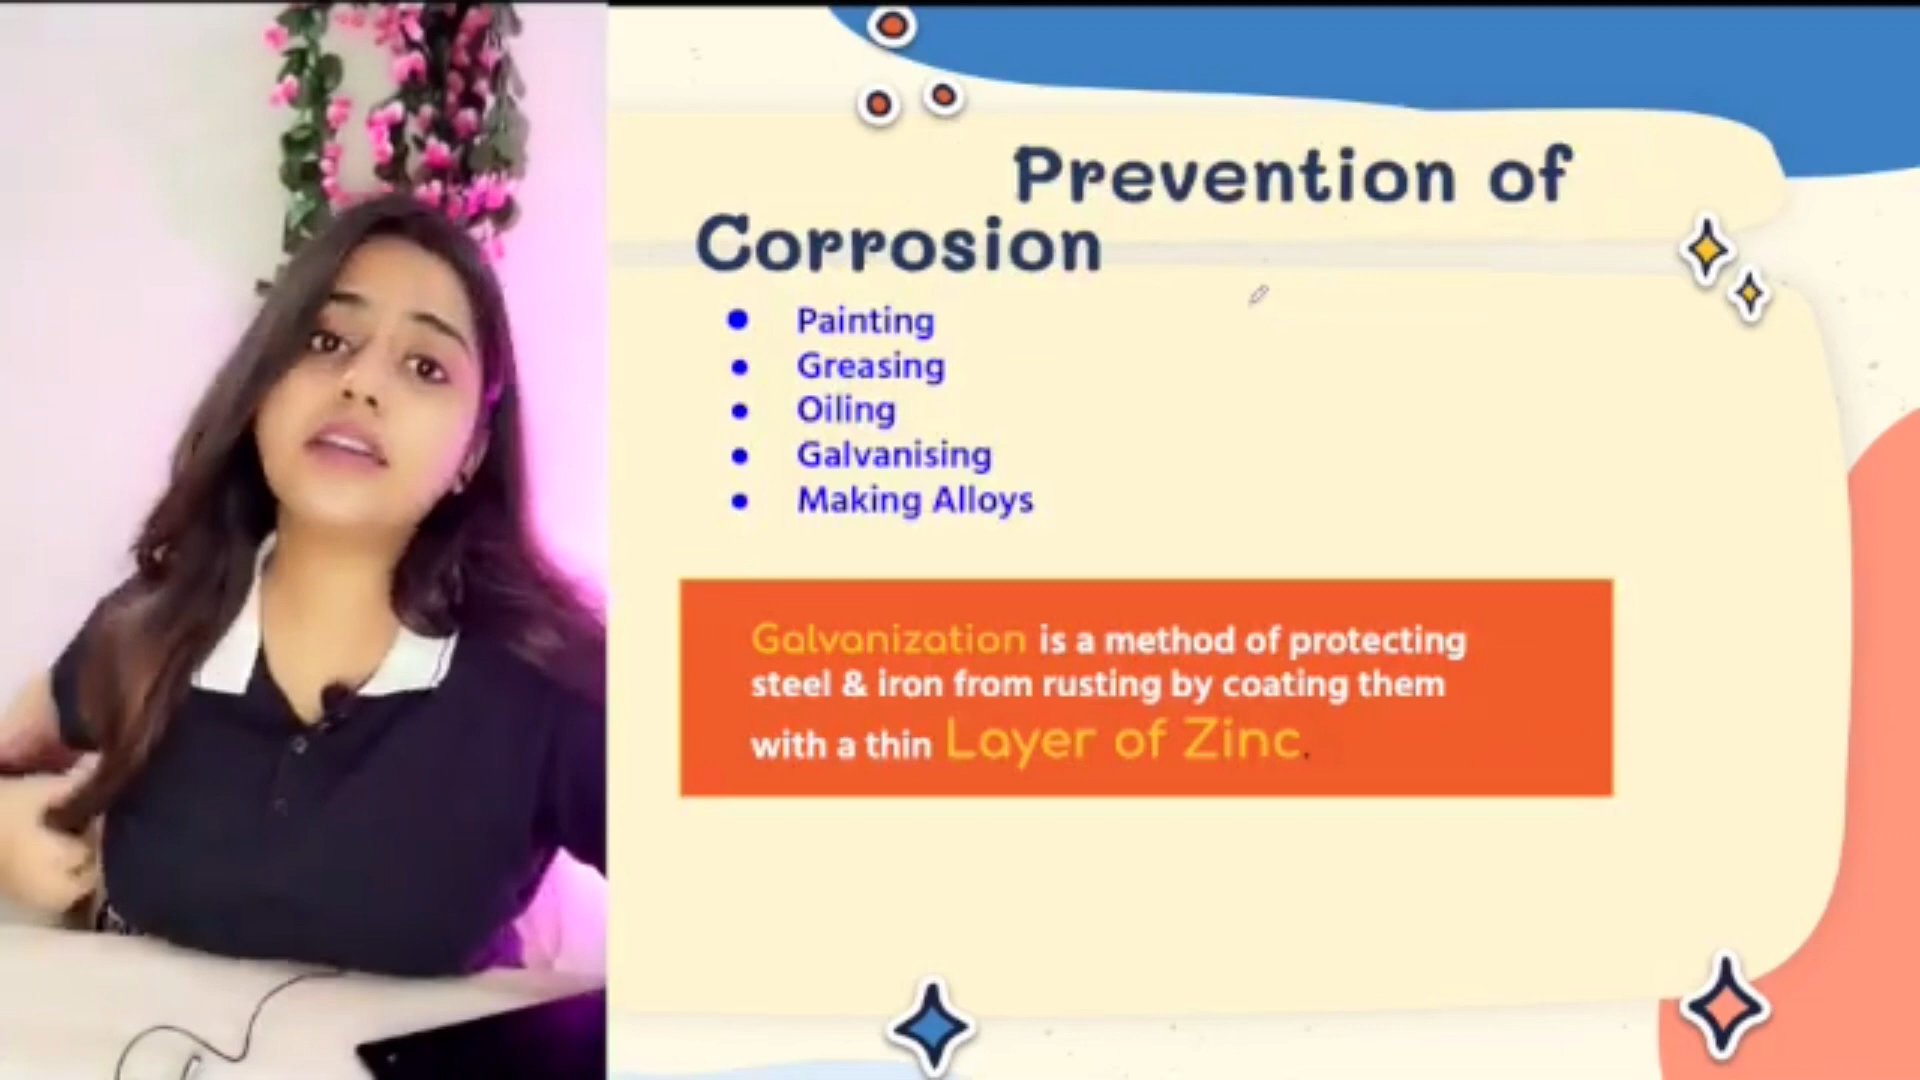 Prevention of
Corrosion
Painting
Greasing
Oiling
Galvanising
Making Alloys
Galvanization is a method of protecting
steel & iron from rusting by coating them
with a thin Layer of Zinc.